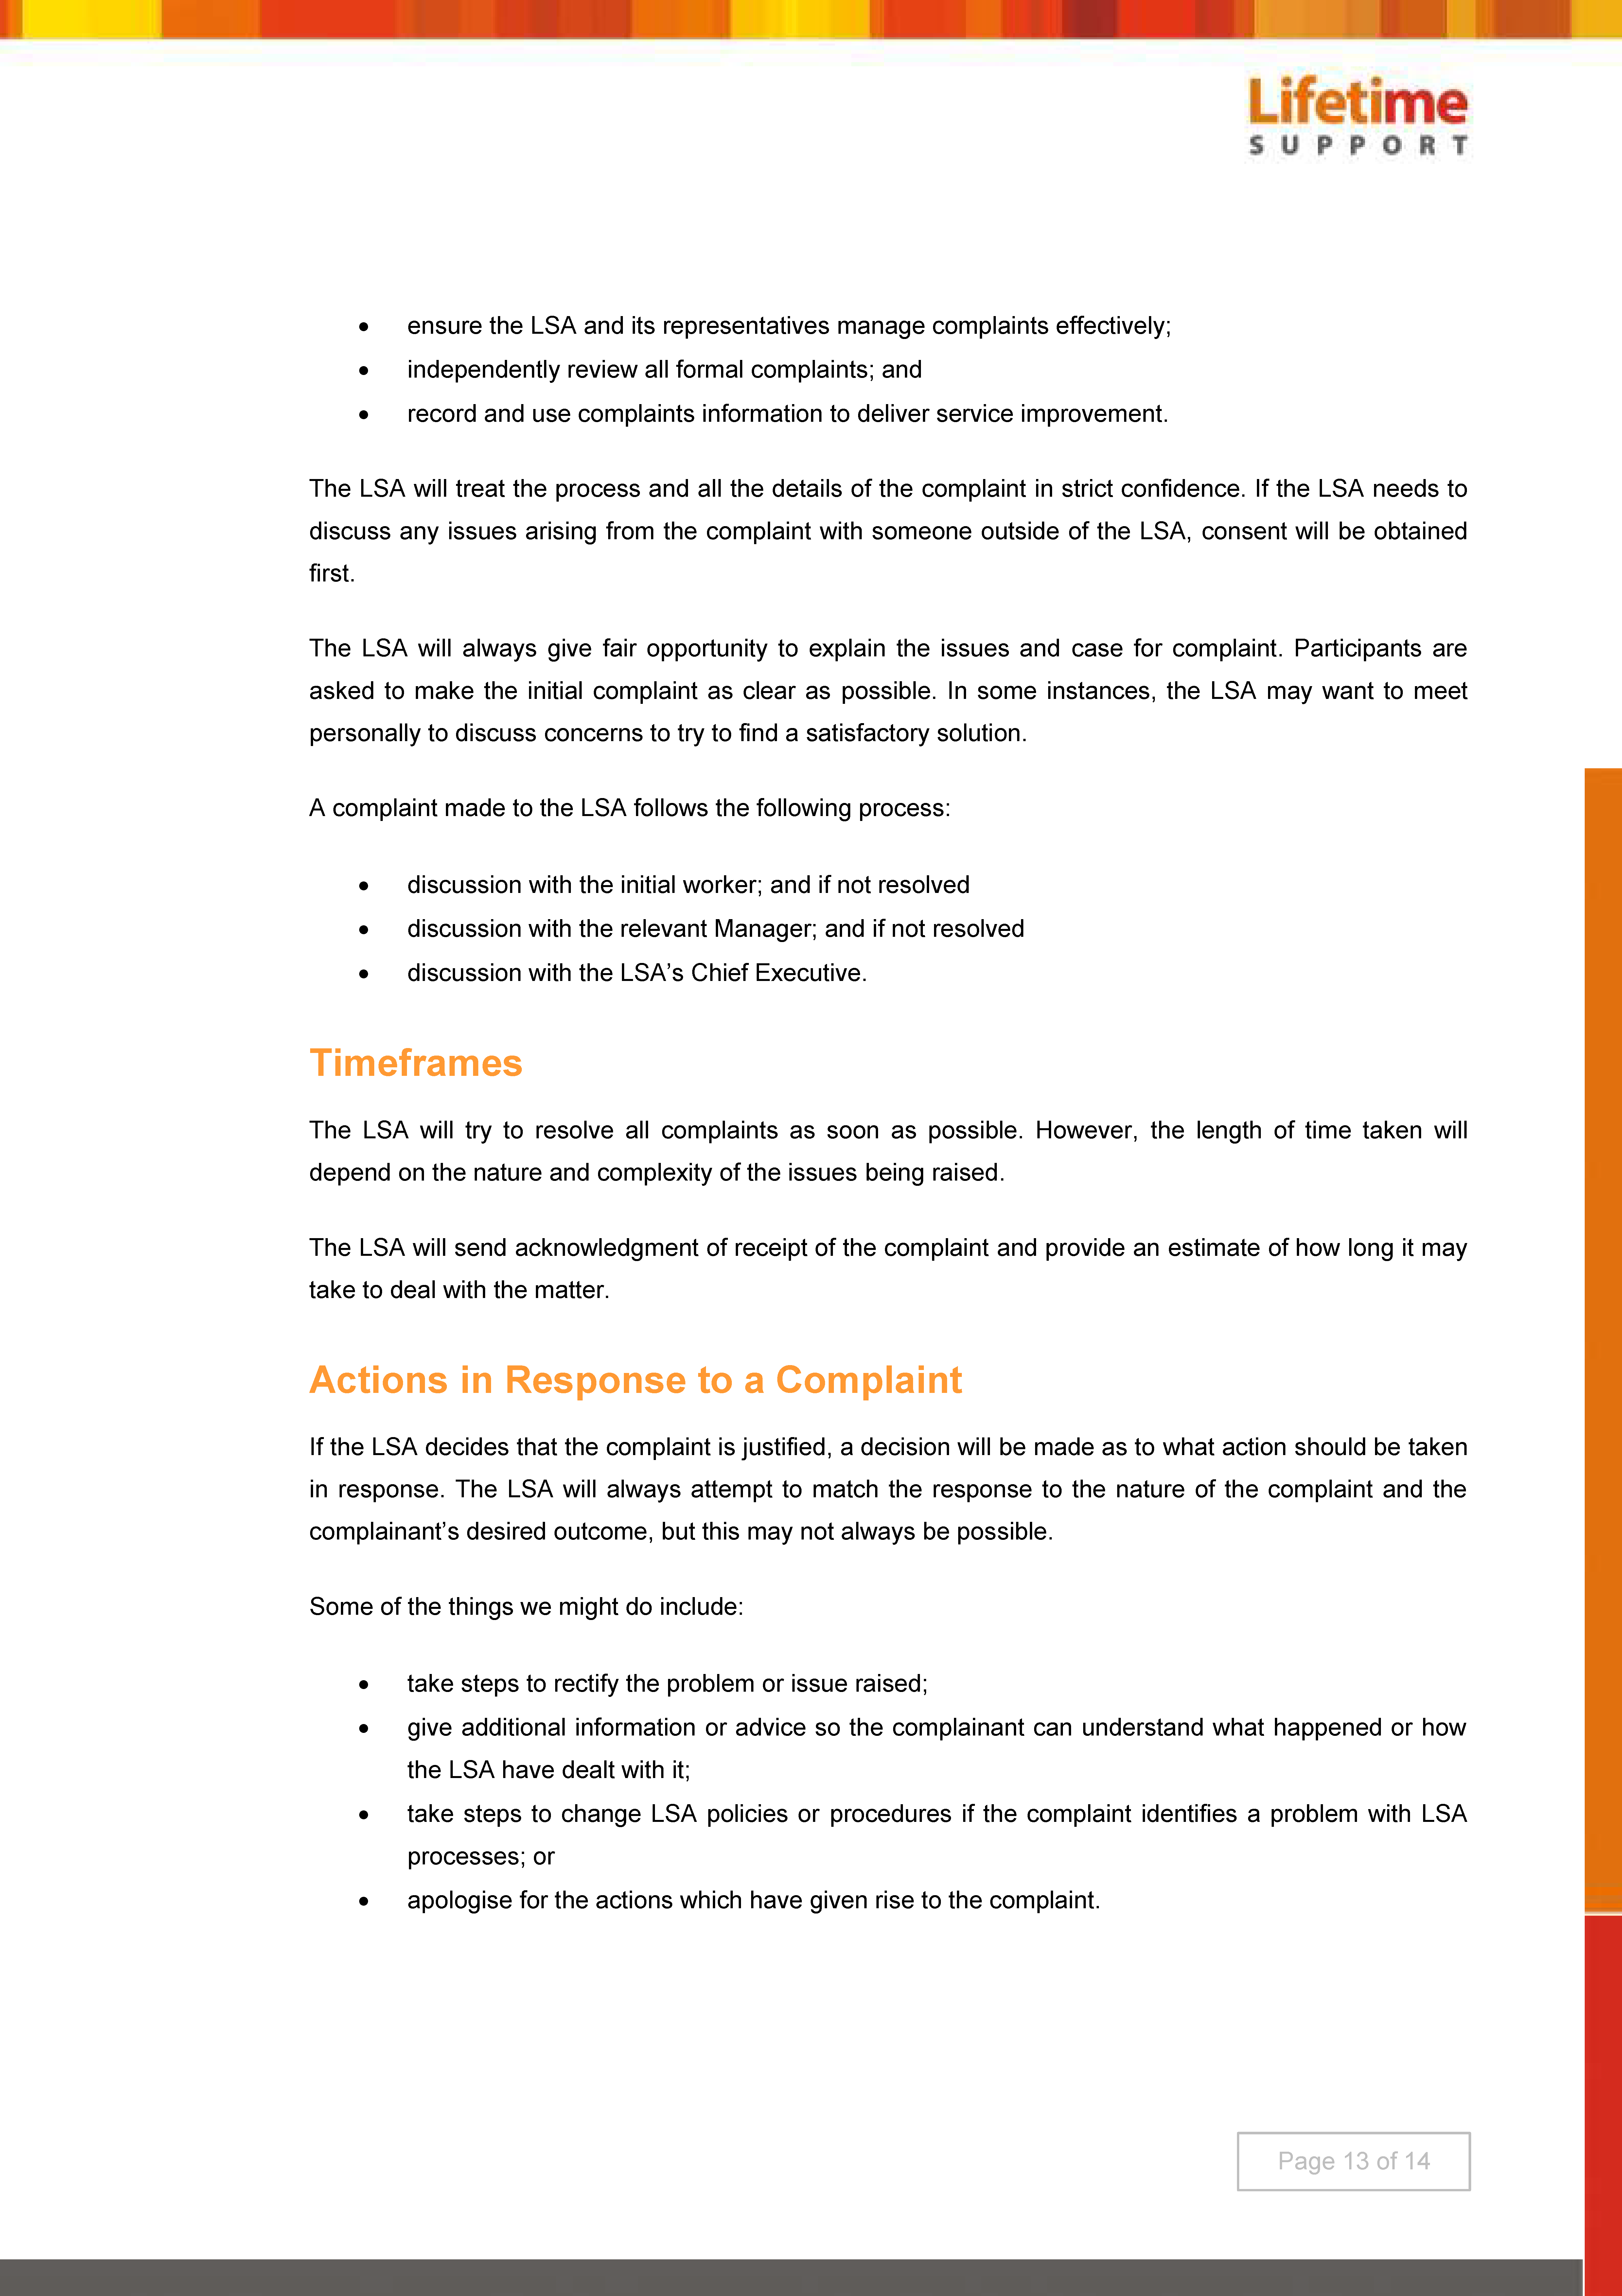 Lifetime
SUPPORT
• ensure the LSA and its representatives manage complaints effectively;
• independently review all formal complaints; and
• record and use complaints information to deliver service improvement.
The LSA will treat the process and all the details of the complaint in strict confidence. If the LSA needs to
discuss any issues arising from the complaint with someone outside of the LSA, consent will be obtained
first.
The LSA will always give fair opportunity to explain the issues and case for complaint. Participants are
asked to make the initial complaint as clear as possible. In some instances, the LSA may want to meet
personally to discuss concerns to try to find a satisfactory solution.
A complaint made to the LSA follows the following process:
• discussion with the initial worker; and if not resolved
• discussion with the relevant Manager; and if not resolved
• discussion with the LSA’s Chief Executive.
Timeframes
The LSA will try to resolve all complaints as soon as possible. However, the length of time taken will
depend on the nature and complexity of the issues being raised.
The LSA will send acknowledgment of receipt of the complaint and provide an estimate of how long it may
take to deal with the matter.
Actions in Response to a Complaint
If the LSA decides that the complaint is justified, a decision will be made as to what action should be taken
in response. The LSA will always attempt to match the response to the nature of the complaint and the
complainant’s desired outcome, but this may not always be possible.
Some of the things we might do include:
• take steps to rectify the problem or issue raised;
• give additional information or advice so the complainant can understand what happened or how
the LSA have dealt with it;
• take steps to change LSA policies or procedures if the complaint identifies a problem with LSA
processes; or
• apologise for the actions which have given rise to the complaint.
Page 13 of 14